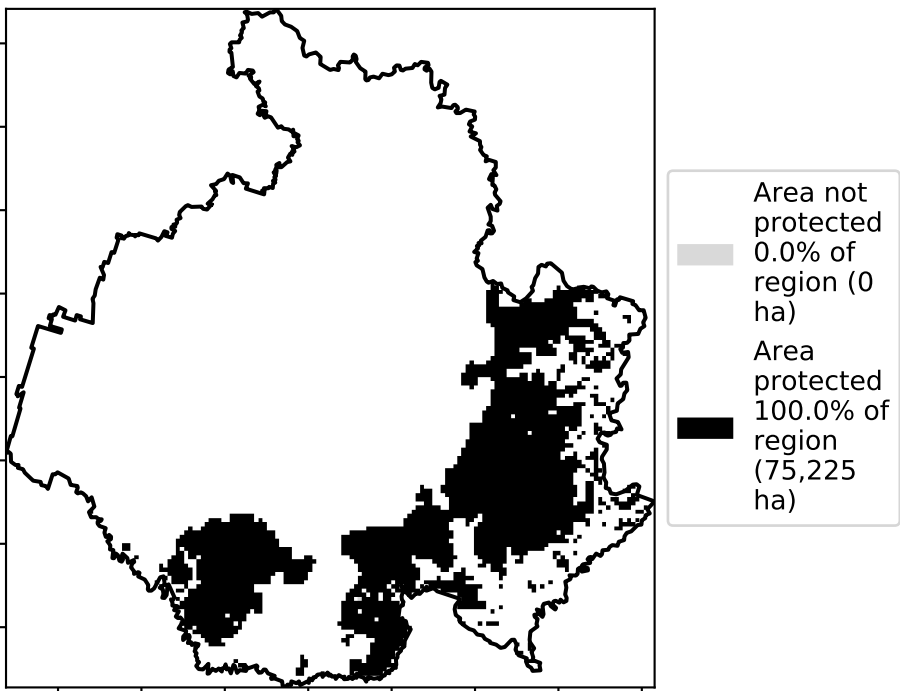 Area not
protected
0.0% of
region (0
ha)
Area
protected
100.0% of
region
(75,225
ha)